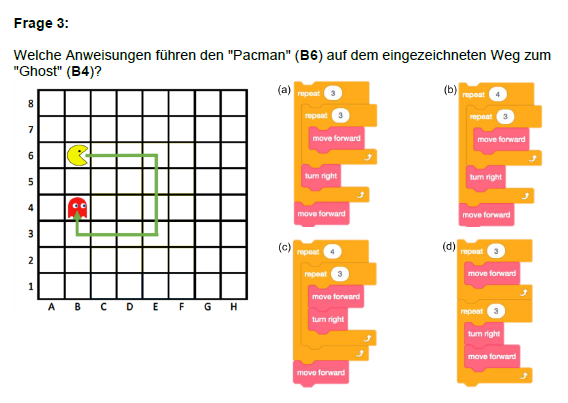 Frage 3:
Welche Anweisungen führen den "Pacman" (B6) auf dem eingezeichneten Weg zum
"Ghost" (B4)?
8
7
6
5
4
3
2
1
A B C D E F G H
(a)
repeat 3
repeat 3
move forward
turn right
move forward
(b)
repeat 4
repeat 3
move forward
turn right
move forward
(c)
repeat 4
repeat 3
move forward
turn right
move forward
(d)
repeat 3
move forward
repeat 3
turn right
move forward